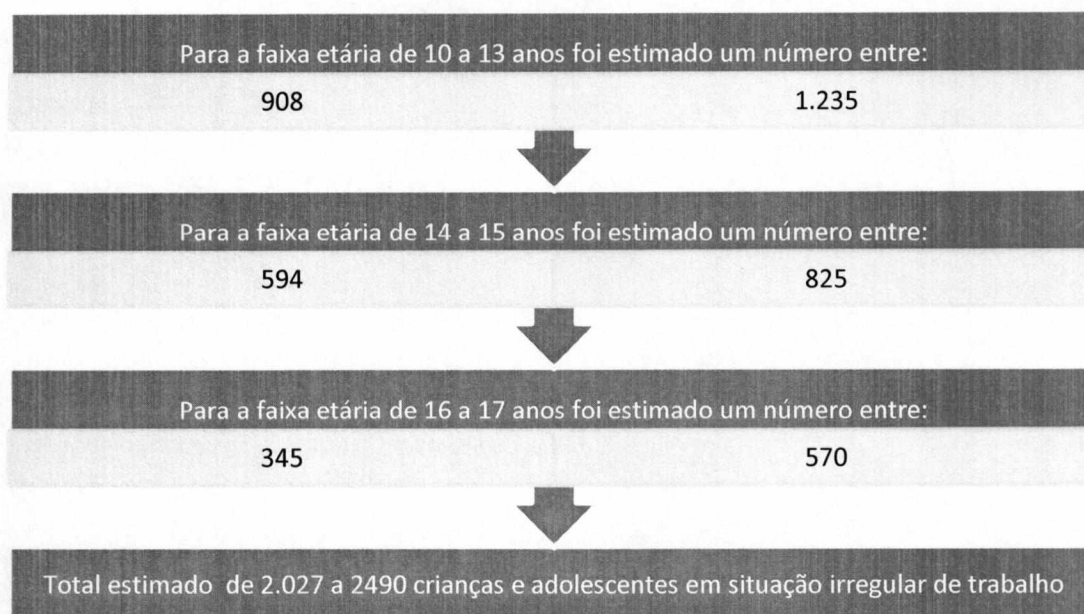 Para a faixa etária de 10 a 13 anos foi estimado um número entre:
908 1.235
Para a faixa etária de 14 a 15 anos foi estimado um número entre:
594 825
Para a faixa etária de 16 a 17 anos foi estimado um número entre:
345 570
Total estimado de 2.027 a 2490 crianças e adolescentes em situação irregular de trabalho